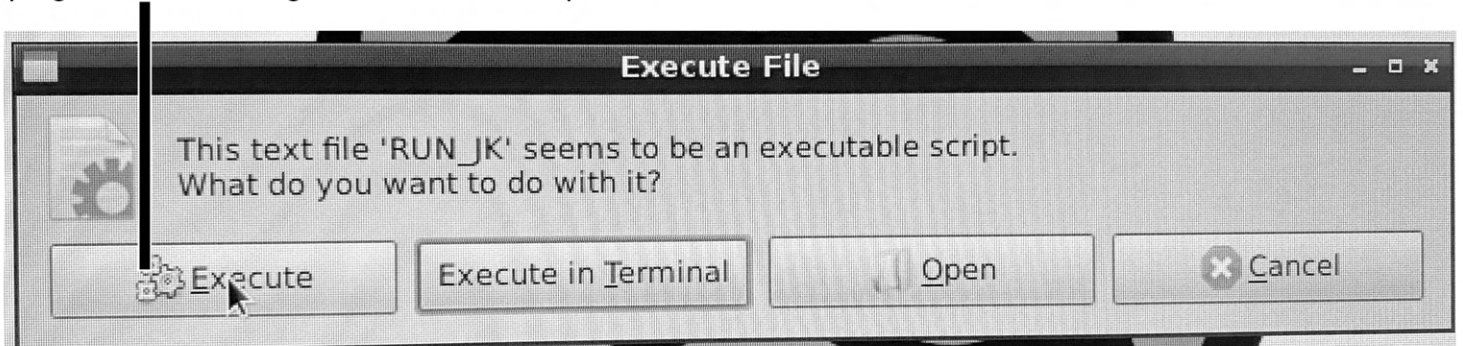 Execute File
This text file 'RUN_JK' seems to be an executable script.
What do you want to do with it?
Execute Execute in Terminal Open Cancel